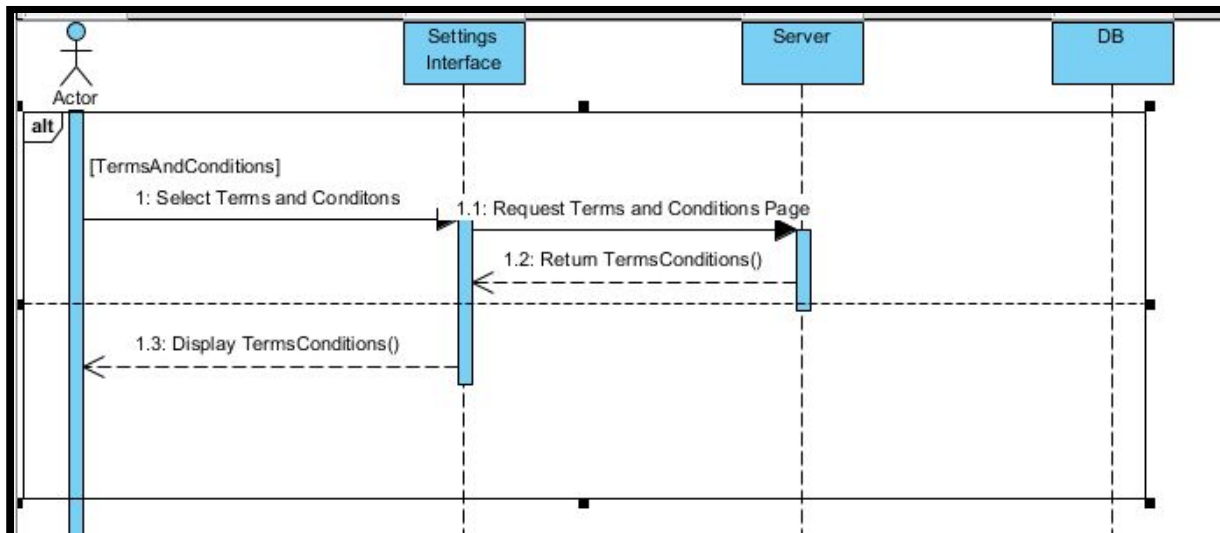 Settings
Interface
Server
DB
Actor
alt
[TermsAndConditions]
1: Select Terms and Conditons
1.1: Request Terms and Conditions Page
1.2: Return TermsConditions()
1.3: Display TermsConditions()